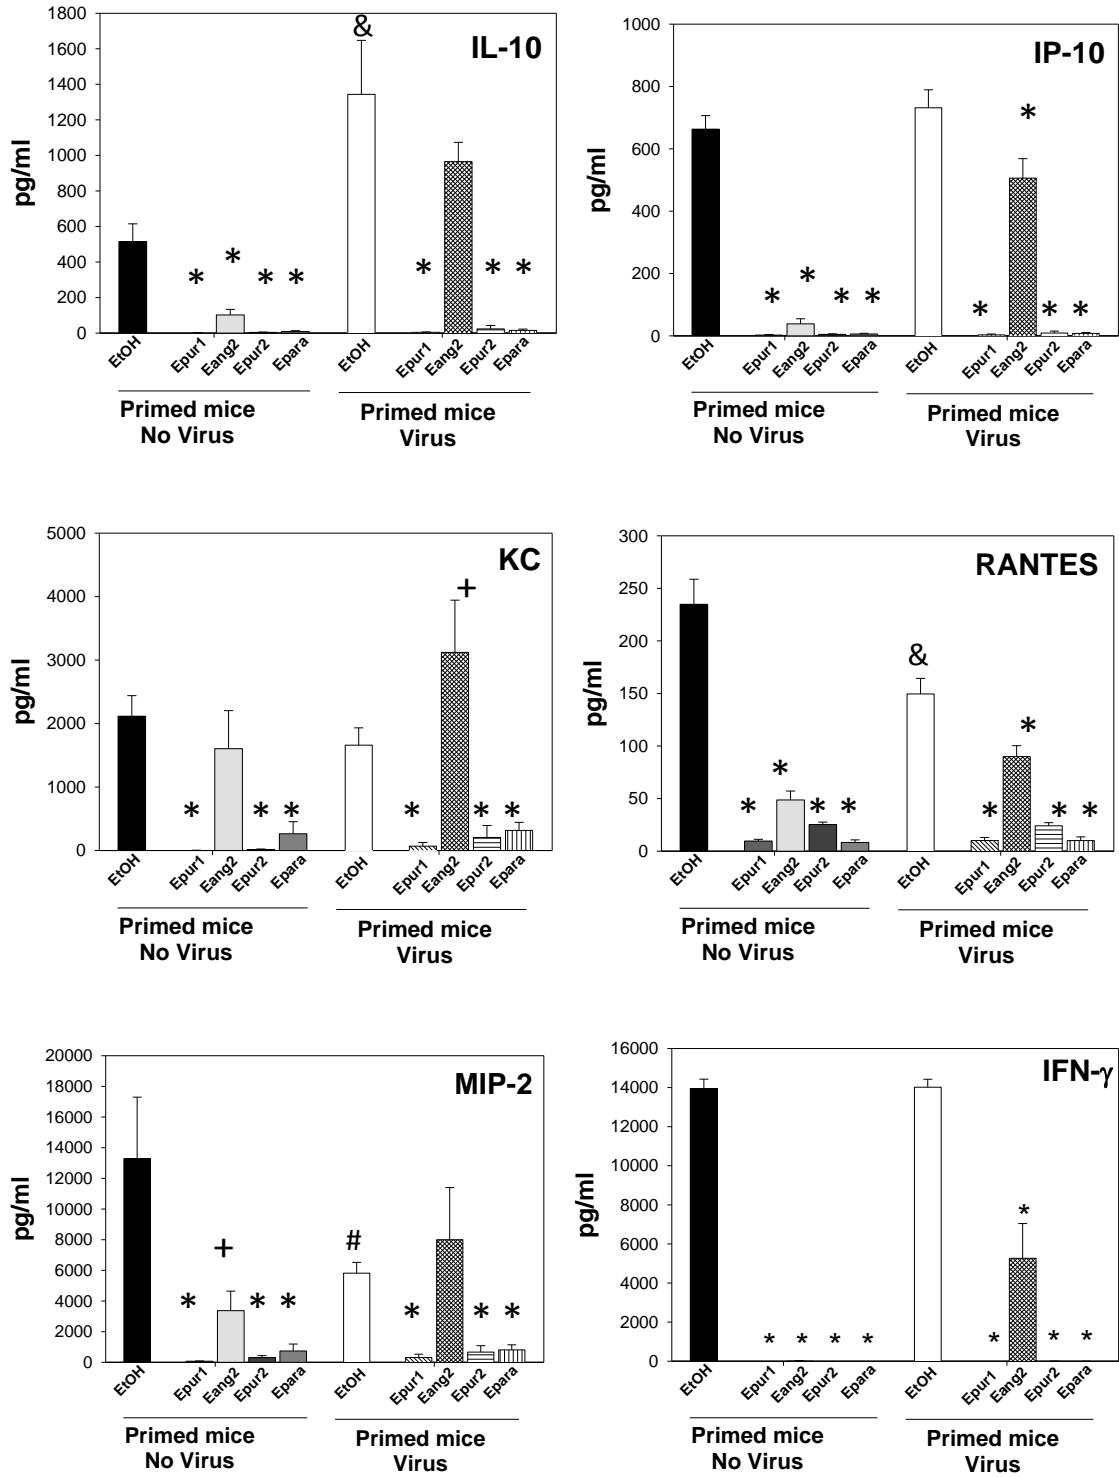 IL-10
pg/ml
1800
1600
1400
1200
1000
800
600
400
200
0
&
* * * * * * *
EtOH Epur1 Eang2 Epur2 Epara EtOH Epur1 Eang2 Epur2 Epara
Primed mice Primed mice
No Virus Virus
IP-10
pg/ml
1000
800
600
400
200
0
* * * * * * * *
EtOH Epur1 Eang2 Epur2 Epara EtOH Epur1 Eang2 Epur2 Epara
Primed mice Primed mice
No Virus Virus
KC
pg/ml
5000
4000
3000
2000
1000
0
+
* * * * * *
EtOH Epur1 Eang2 Epur2 Epara EtOH Epur1 Eang2 Epur2 Epara
Primed mice Primed mice
No Virus Virus
RANTES
pg/ml
300
250
200
150
100
50
0
&
* * * * * * * *
EtOH Epur1 Eang2 Epur2 Epara EtOH Epur1 Eang2 Epur2 Epara
Primed mice Primed mice
No Virus Virus
MIP-2
pg/ml
20000
18000
16000
14000
12000
10000
8000
6000
4000
2000
0
+ #
* * * * * *
EtOH Epur1 Eang2 Epur2 Epara EtOH Epur1 Eang2 Epur2 Epara
Primed mice Primed mice
No Virus Virus
IFN-γ
pg/ml
16000
14000
12000
10000
8000
6000
4000
2000
0
* * * * * * * *
EtOH Epur1 Eang2 Epur2 Epara EtOH Epur1 Eang2 Epur2 Epara
Primed mice Primed mice
No Virus Virus